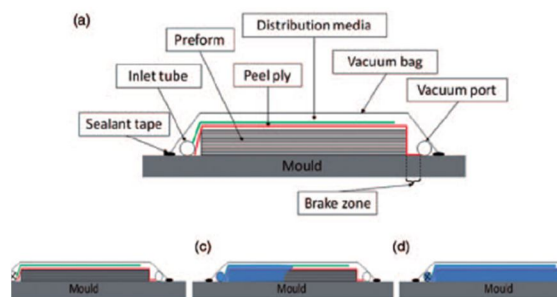 (a)
Distribution media
Preform
Vacuum bag
Inlet tube
Peel ply
Vacuum port
Sealant tape
Mould
Brake zone
(c)
(d)
Mould
Mould
Mould